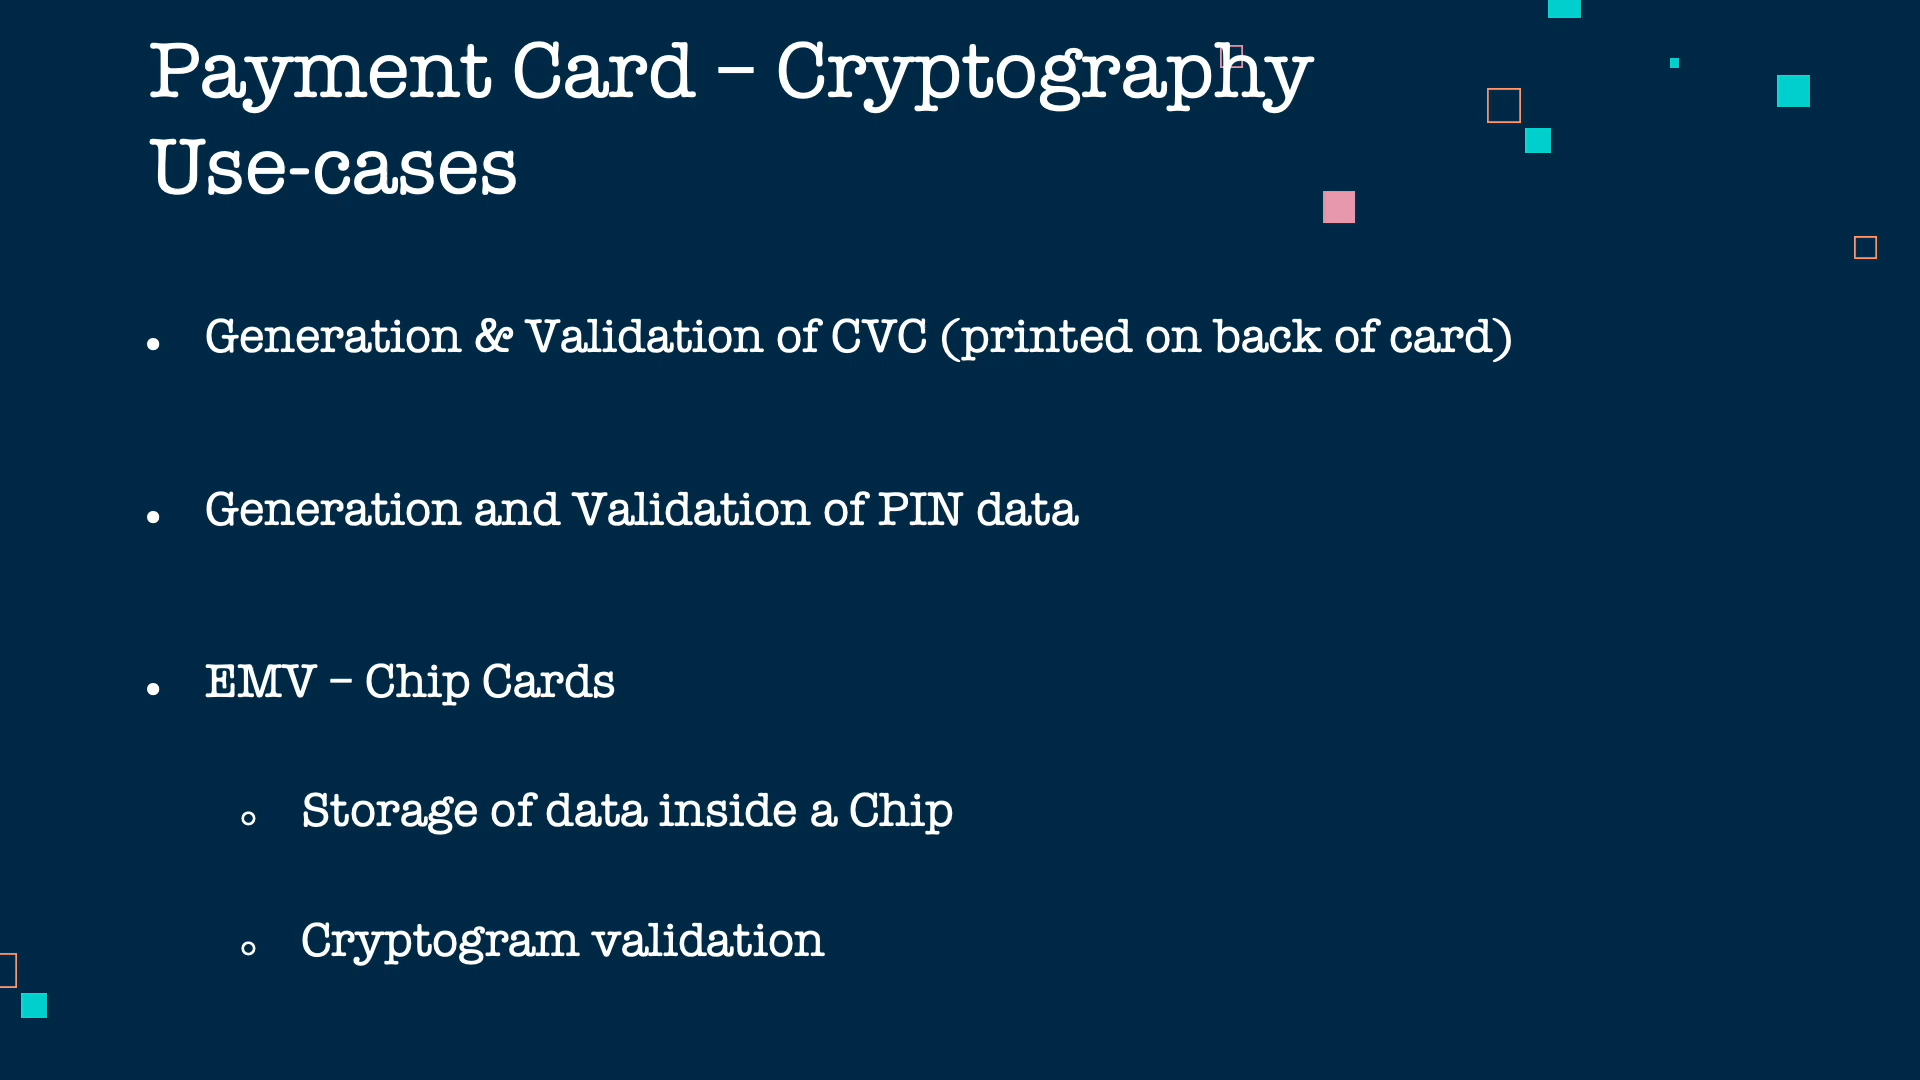 Payment Card – Cryptography
Use-cases
• Generation & Validation of CVC (printed on back of card)
• Generation and Validation of PIN data
• EMV – Chip Cards
○ Storage of data inside a Chip
○ Cryptogram validation